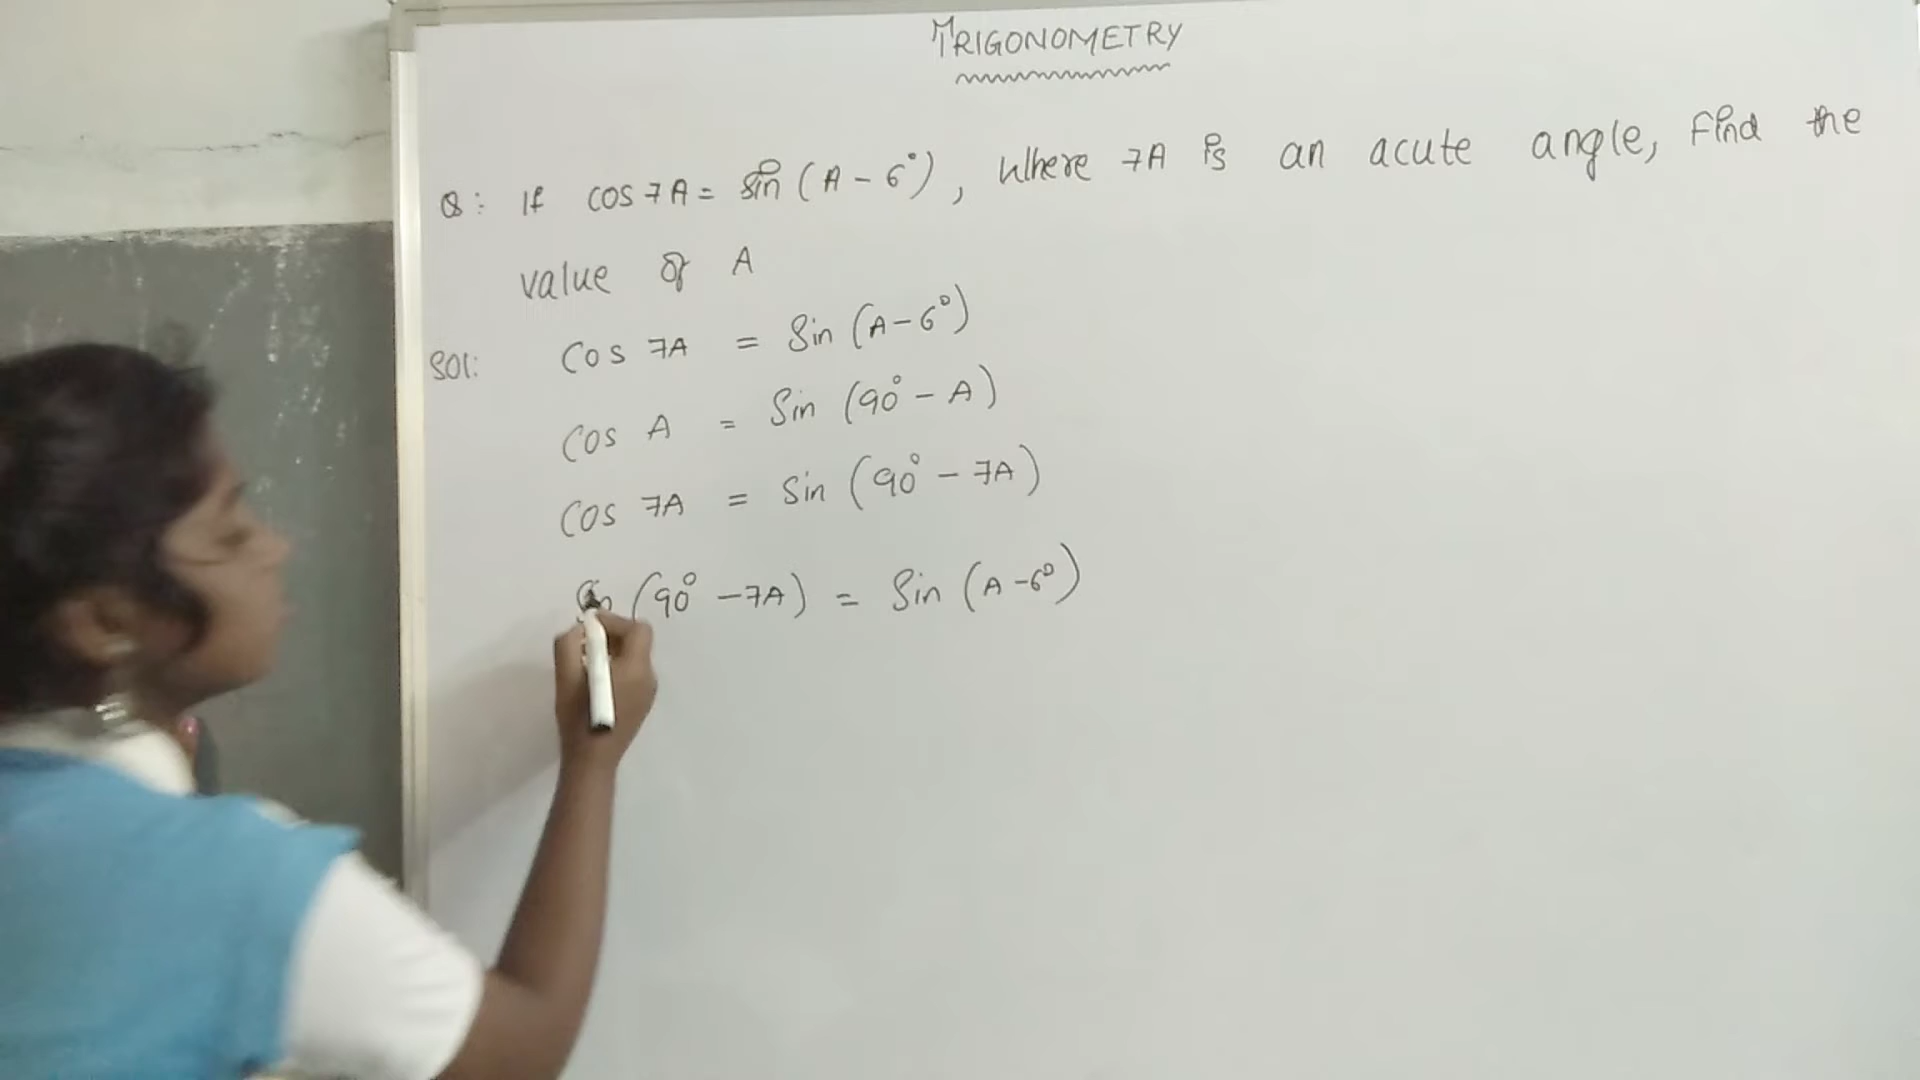 TRIGONOMETRY
Q: If cos 7A = sin (A - 6°), where 7A is an acute angle, Find the
value of A
Sol: Cos 7A = Sin (A - 6°)
Cos A = Sin (90° - A)
Cos 7A = Sin (90° - 7A)
(90° - 7A) = Sin (A - 6°)